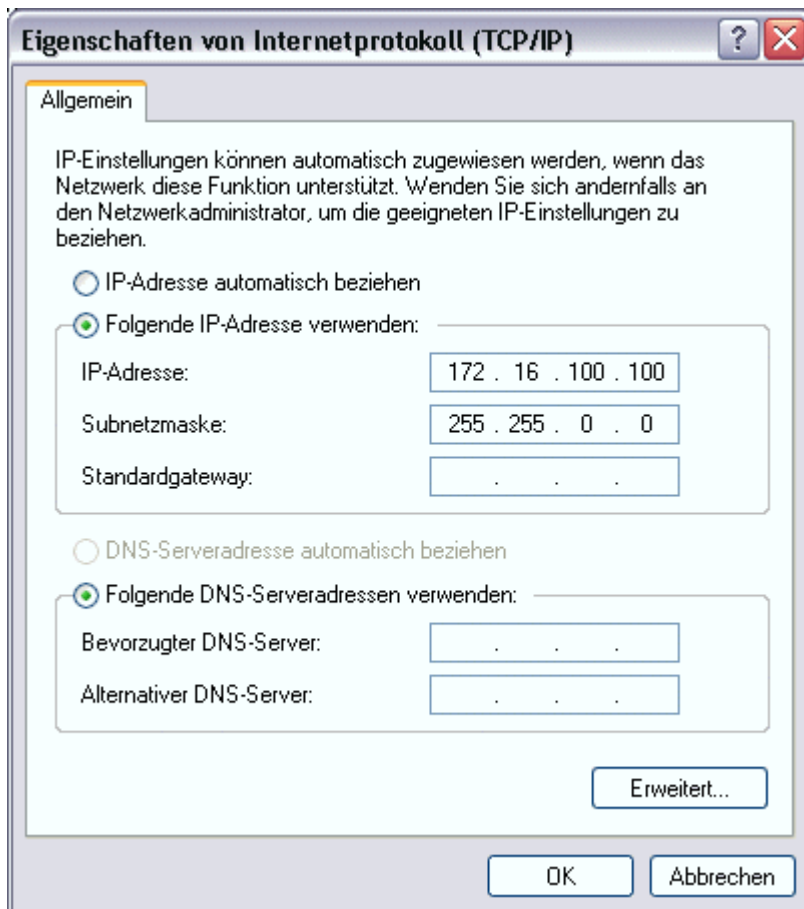 Eigenschaften von Internetprotokoll (TCP/IP)
Allgemein
IP-Einstellungen können automatisch zugewiesen werden, wenn das
Netzwerk diese Funktion unterstützt. Wenden Sie sich andernfalls an
den Netzwerkadministrator, um die geeigneten IP-Einstellungen zu
beziehen.
IP-Adresse automatisch beziehen
Folgende IP-Adresse verwenden:
IP-Adresse: 172 . 16 . 100 . 100
Subnetzmaske: 255 . 255 . 0 . 0
Standardgateway: . . .
DNS-Serveradresse automatisch beziehen
Folgende DNS-Serveradressen verwenden:
Bevorzugter DNS-Server: . . .
Alternativer DNS-Server: . . .
Erweitert...
OK Abbrechen